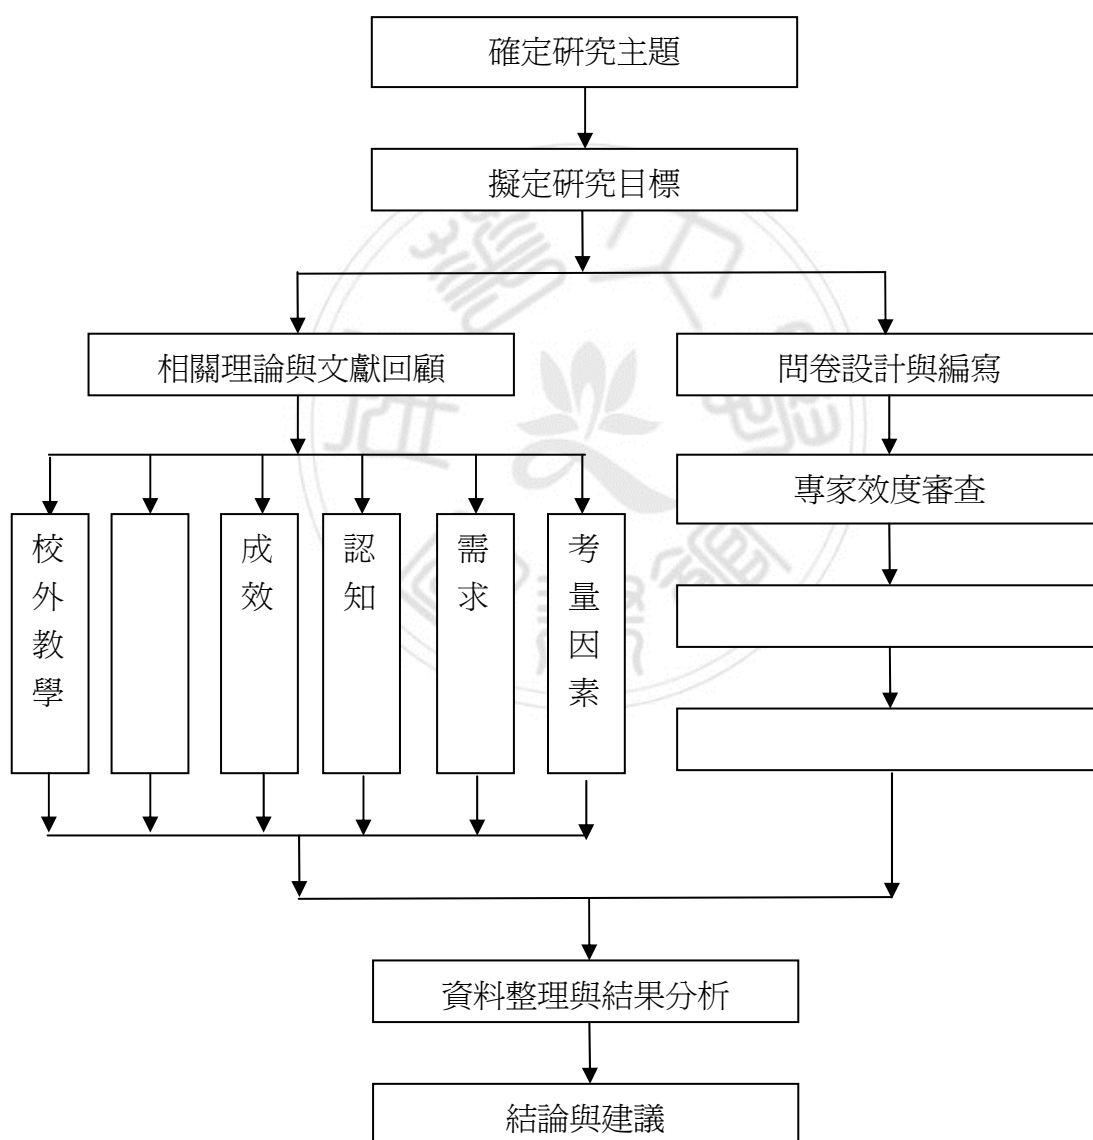 確定研究主題
擬定研究目標
相關理論與文獻回顧
問卷設計與編寫
專家效度審查
校外教學
成效
認知
需求
考量因素
資料整理與結果分析
結論與建議